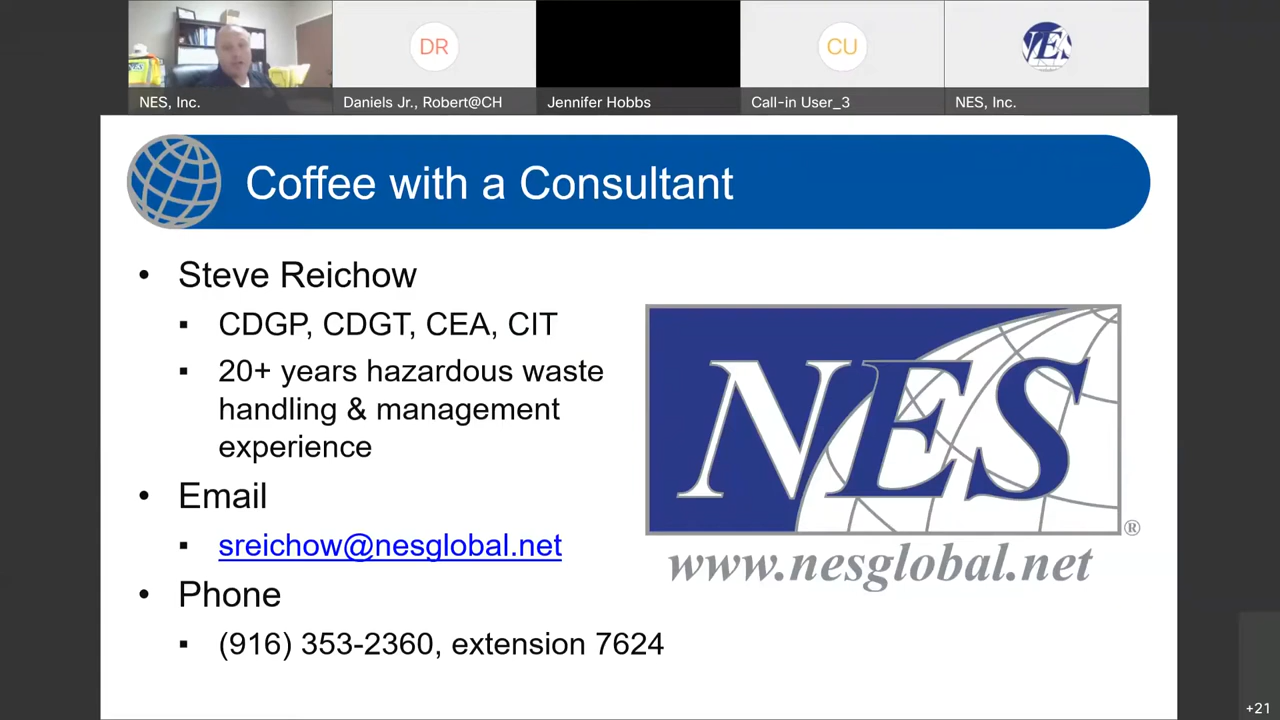 NES, Inc.
DR
Daniels Jr., Robert@CH
Jennifer Hobbs
CU
Call-in User_3
NES
NES, Inc.
Coffee with a Consultant
• Steve Reichow
▪ CDGP, CDGT, CEA, CIT
▪ 20+ years hazardous waste
handling & management
experience
• Email
▪ sreichow@nesglobal.net
• Phone
▪ (916) 353-2360, extension 7624
NES
®
www.nesglobal.net
+21